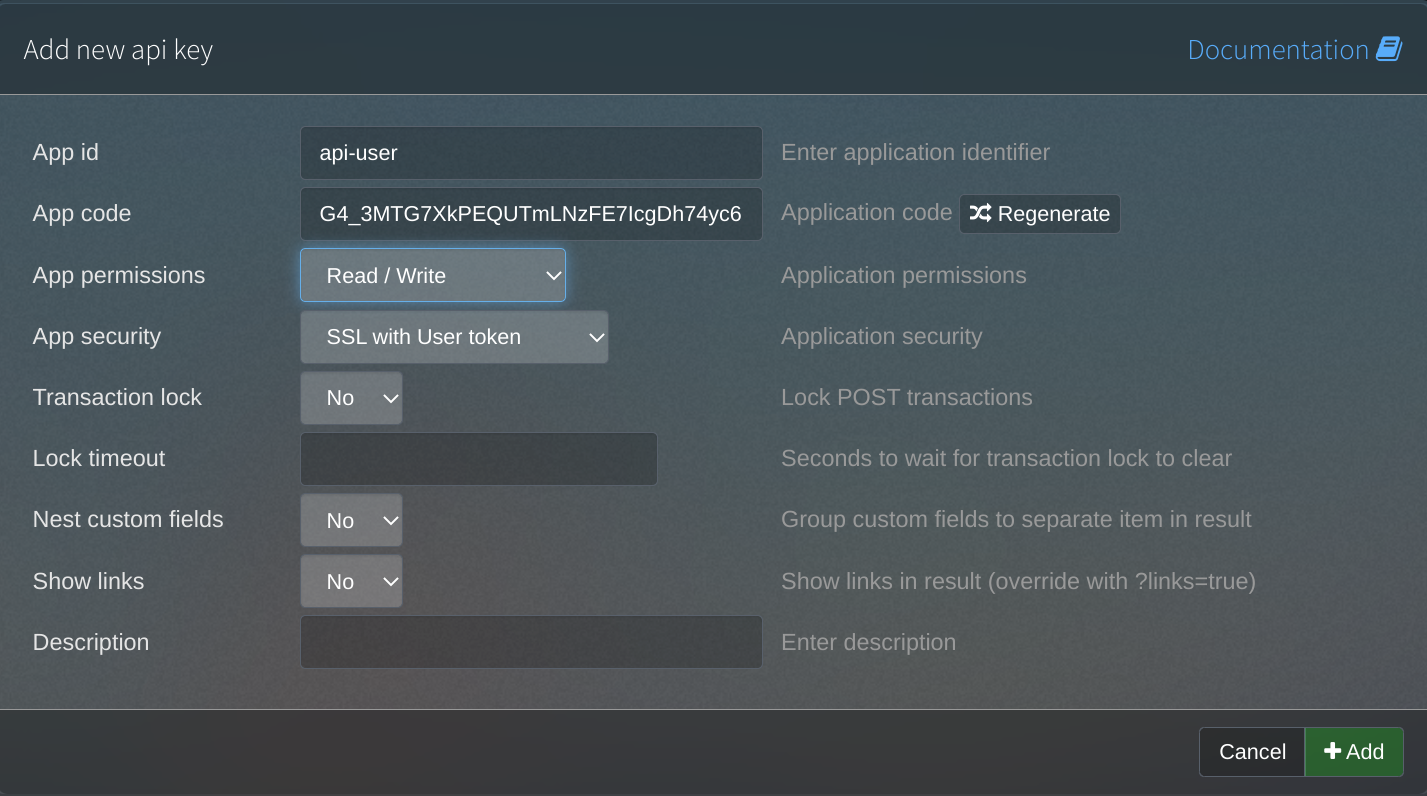 Add new api key
Documentation
App id api-user Enter application identifier
App code G4_3MTG7XkPEQUTmLNzFE7IcgDh74yc6 Application code Regenerate
App permissions Read / Write Application permissions
App security SSL with User token Application security
Transaction lock No Lock POST transactions
Lock timeout Seconds to wait for transaction lock to clear
Nest custom fields No Group custom fields to separate item in result
Show links No Show links in result (override with ?links=true)
Description Enter description
Cancel Add